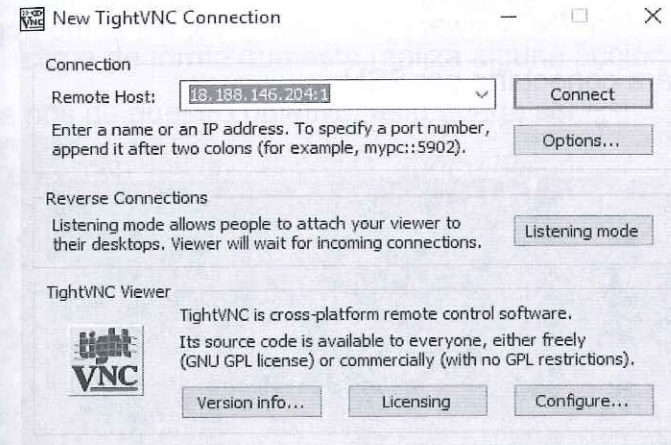 New TightVNC Connection
Connection
Remote Host: 18.188.146.204:1 Connect
Enter a name or an IP address. To specify a port number,
append it after two colons (for example, mypc::5902). Options...
Reverse Connections
Listening mode allows people to attach your viewer to
their desktops. Viewer will wait for incoming connections. Listening mode
TightVNC Viewer
TightVNC is cross-platform remote control software.
Its source code is available to everyone, either freely
(GNU GPL license) or commercially (with no GPL restrictions).
tight
VNC
Version info... Licensing Configure...